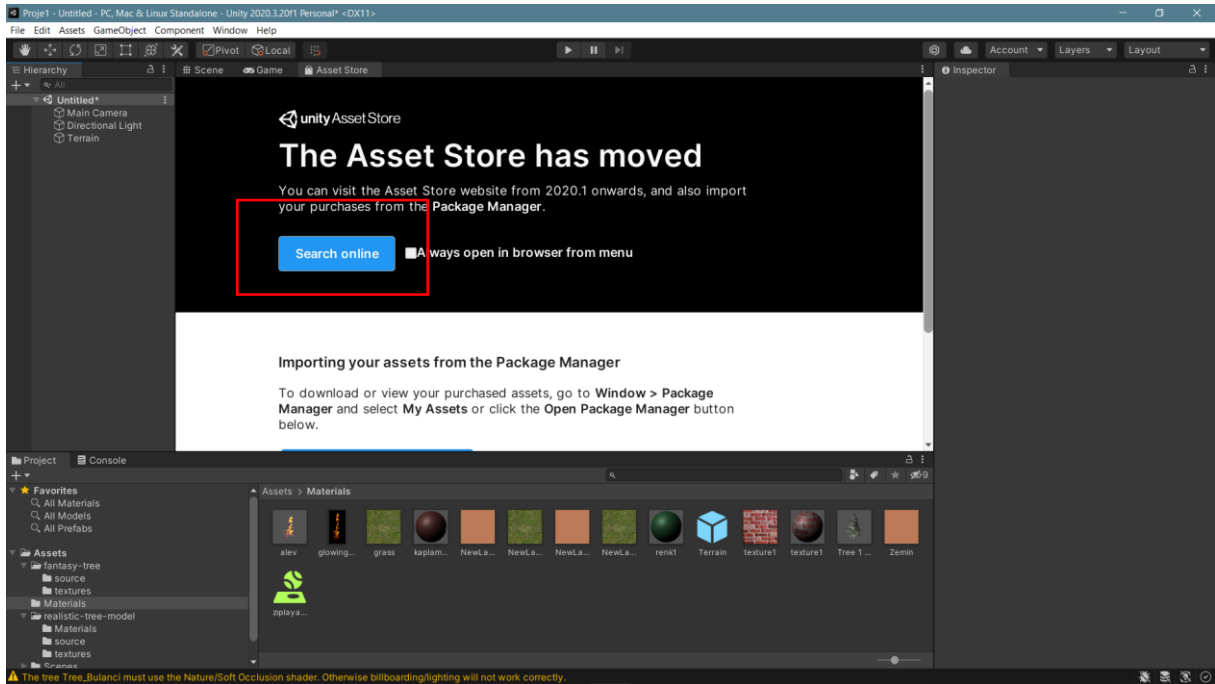 Proje1 - Untitled - PC, Mac & Linux Standalone - Unity 2020.3.20f1 Personal* <DX11>
File Edit Assets GameObject Component Window Help
Pivot Local Account Layers Layout
Hierarchy
All
Untitled*
Main Camera
Directional Light
Terrain
Scene Game Asset Store
unity Asset Store
The Asset Store has moved
You can visit the Asset Store website from 2020.1 onwards, and also import
your purchases from the Package Manager.
Search online Always open in browser from menu
Importing your assets from the Package Manager
To download or view your purchased assets, go to Window > Package
Manager and select My Assets or click the Open Package Manager button
below.
Inspector
Project Console
9
Favorites
All Materials
All Models
All Prefabs
Assets
fantasy-tree
source
textures
Materials
realistic-tree-model
Materials
source
textures
Scenes
Assets > Materials
alev glowing... grass kaplam... NewLa... NewLa... NewLa... NewLa... renk1 Terrain texture1 texture1 Tree 1 ... Zemin
zıplaya...
The tree Tree_Bulanci must use the Nature/Soft Occlusion shader. Otherwise billboarding/lighting will not work correctly.